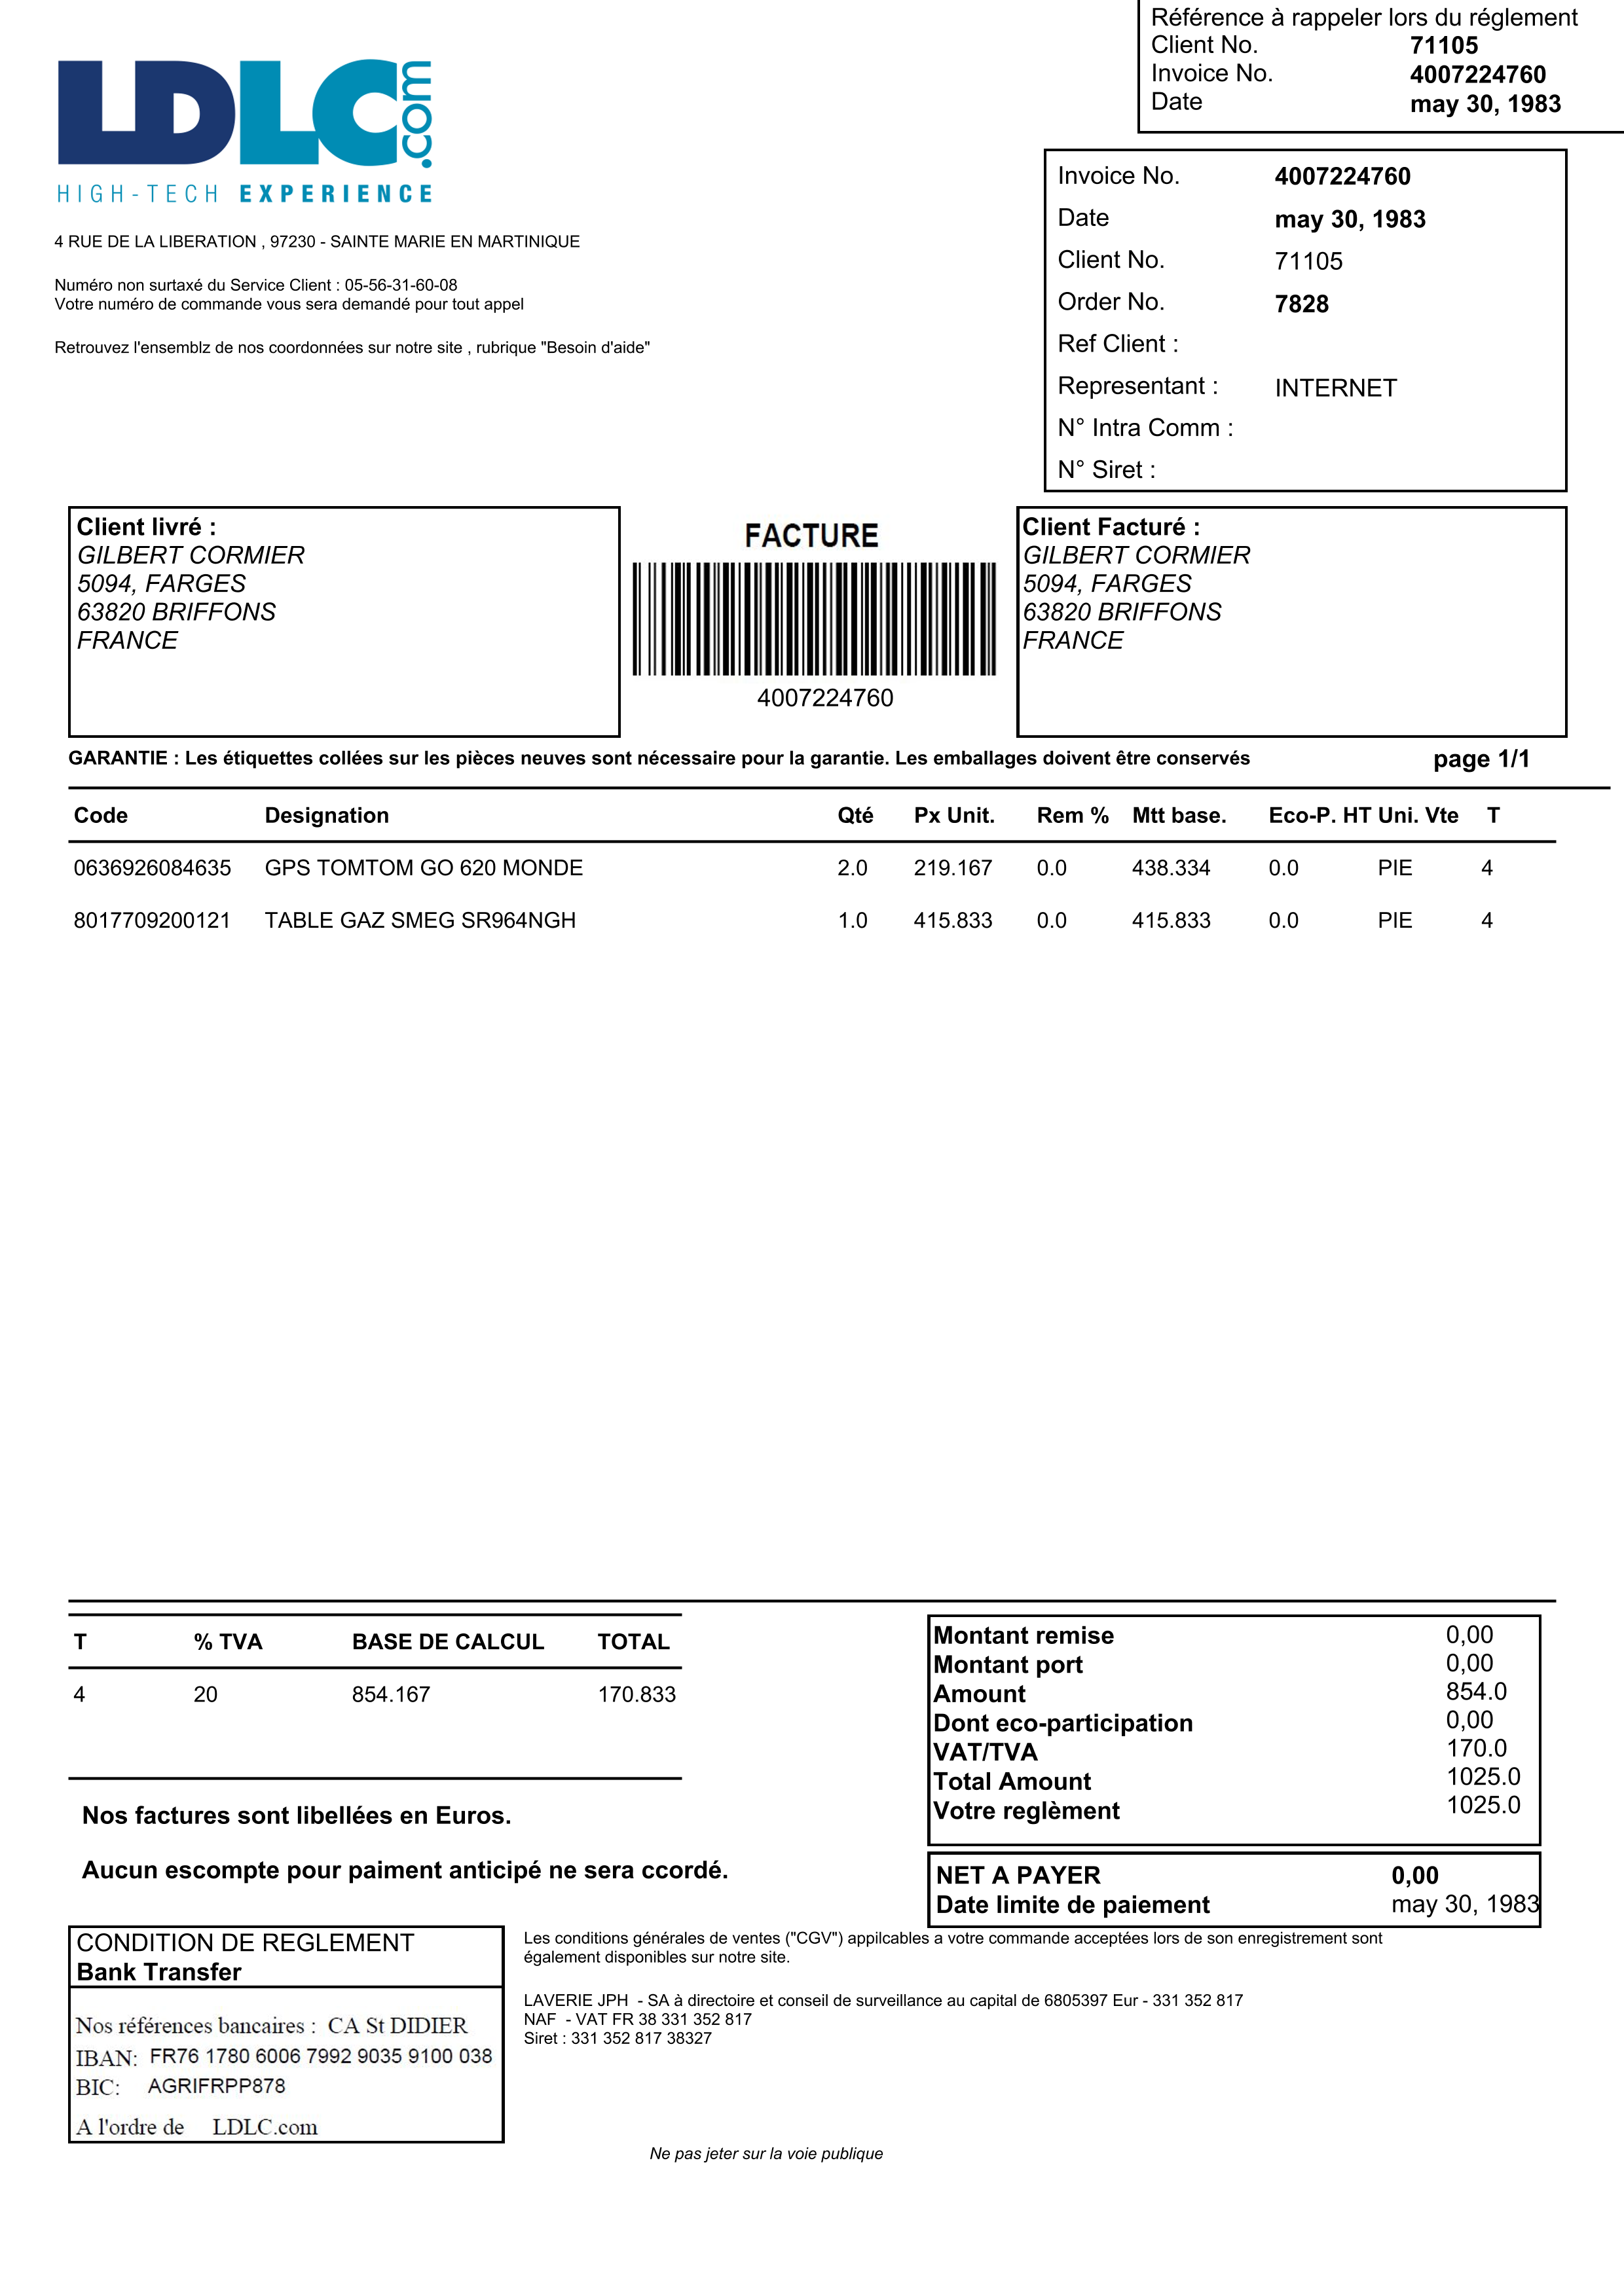 Référence à rappeler lors du réglement
Client No. 71105
Invoice No. 4007224760
Date may 30, 1983
LDLC.com
HIGH-TECH EXPERIENCE
4 RUE DE LA LIBERATION , 97230 - SAINTE MARIE EN MARTINIQUE
Numéro non surtaxé du Service Client : 05-56-31-60-08
Votre numéro de commande vous sera demandé pour tout appel
Retrouvez l'ensemblz de nos coordonnées sur notre site , rubrique "Besoin d'aide"
Invoice No. 4007224760
Date may 30, 1983
Client No. 71105
Order No. 7828
Ref Client :
Representant : INTERNET
N° Intra Comm :
N° Siret :
Client livré :
GILBERT CORMIER
5094, FARGES
63820 BRIFFONS
FRANCE
FACTURE
4007224760
Client Facturé :
GILBERT CORMIER
5094, FARGES
63820 BRIFFONS
FRANCE
GARANTIE : Les étiquettes collées sur les pièces neuves sont nécessaire pour la garantie. Les emballages doivent être conservés page 1/1
Code Designation Qté Px Unit. Rem % Mtt base. Eco-P. HT Uni. Vte T
0636926084635 GPS TOMTOM GO 620 MONDE 2.0 219.167 0.0 438.334 0.0 PIE 4
8017709200121 TABLE GAZ SMEG SR964NGH 1.0 415.833 0.0 415.833 0.0 PIE 4
T % TVA BASE DE CALCUL TOTAL
4 20 854.167 170.833
Montant remise 0,00
Montant port 0,00
Amount 854.0
Dont eco-participation 0,00
VAT/TVA 170.0
Total Amount 1025.0
Votre reglèment 1025.0
Nos factures sont libellées en Euros.
Aucun escompte pour paiment anticipé ne sera ccordé.
NET A PAYER 0,00
Date limite de paiement may 30, 1983
CONDITION DE REGLEMENT
Bank Transfer
Nos références bancaires : CA St DIDIER
IBAN: FR76 1780 6006 7992 9035 9100 038
BIC: AGRIFRPP878
A l'ordre de LDLC.com
Les conditions générales de ventes ("CGV") appilcables a votre commande acceptées lors de son enregistrement sont
également disponibles sur notre site.
LAVERIE JPH - SA à directoire et conseil de surveillance au capital de 6805397 Eur - 331 352 817
NAF - VAT FR 38 331 352 817
Siret : 331 352 817 38327
Ne pas jeter sur la voie publique